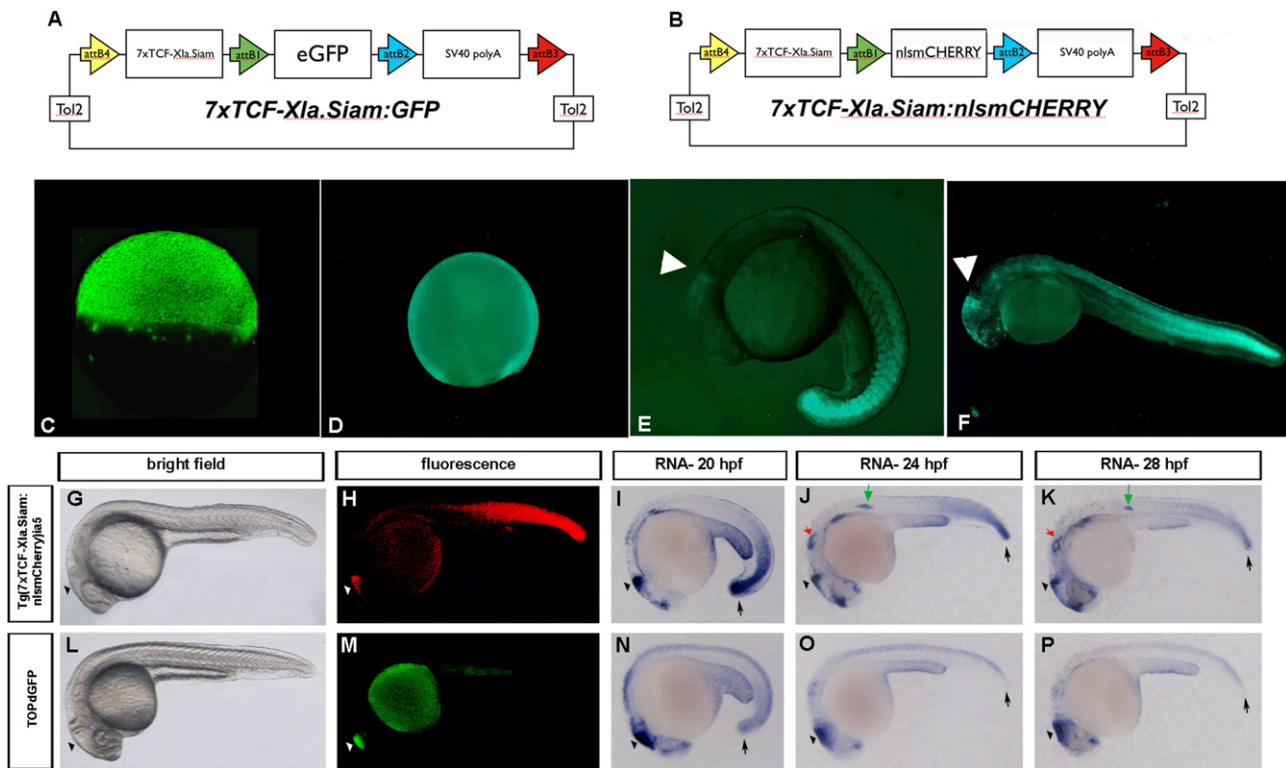 A
attB4
7xTCF-Xla.Siam
attB1
eGFP
attB2
SV40 polyA
attB3
Tol2
7xTCF-Xla.Siam:GFP
Tol2
B
attB4
7xTCF-Xla.Siam
attB1
nlsmCHERRY
attB2
SV40 polyA
attB3
Tol2
7xTCF-Xla.Siam:nlsmCHERRY
Tol2
C
D
E
F
bright field
fluorescence
RNA- 20 hpf
RNA- 24 hpf
RNA- 28 hpf
Tg(7xTCF-Xla.Siam:
nlsmCherry)ia5
G
H
I
J
K
TOPdGFP
L
M
N
O
P